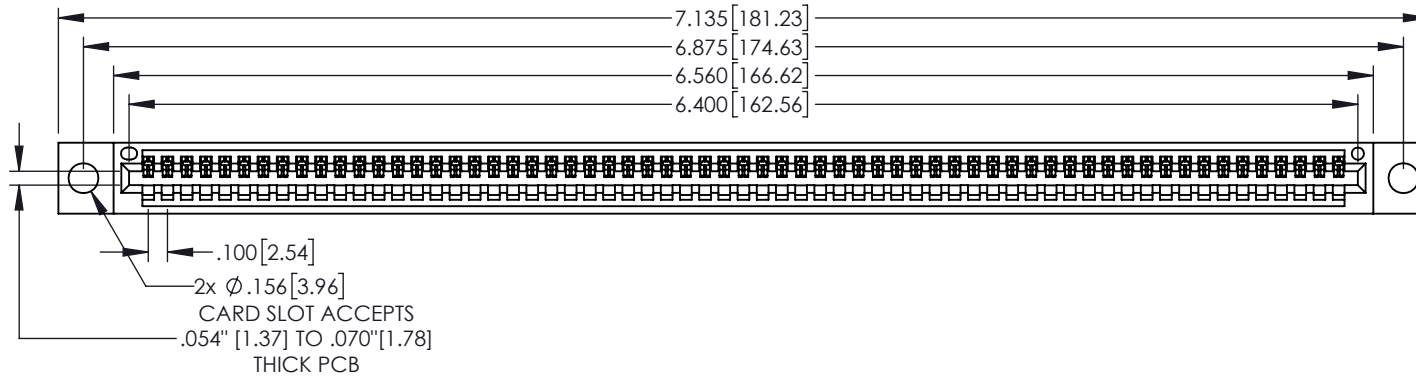 7.135[181.23]
6.875[174.63]
6.560[166.62]
6.400[162.56]
.100[2.54]
2x Ø.156[3.96]
CARD SLOT ACCEPTS
.054" [1.37] TO .070"[1.78]
THICK PCB